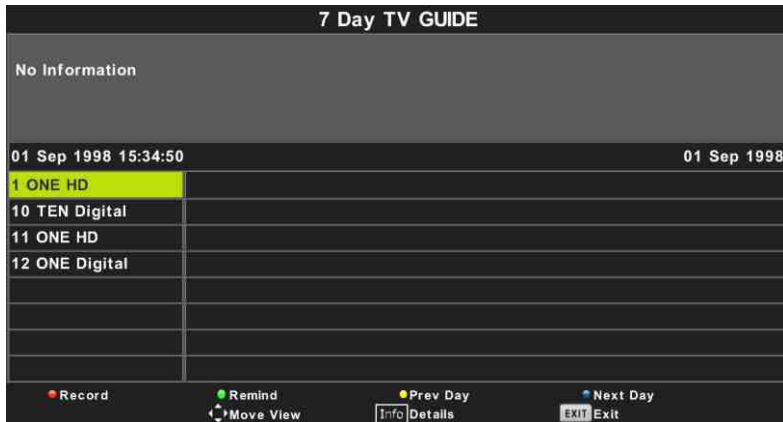 7 Day TV GUIDE
No Information
01 Sep 1998 15:34:50 01 Sep 1998
1 ONE HD
10 TEN Digital
11 ONE HD
12 ONE Digital
Record Remind Prev Day Next Day
Move View Info Details EXIT Exit